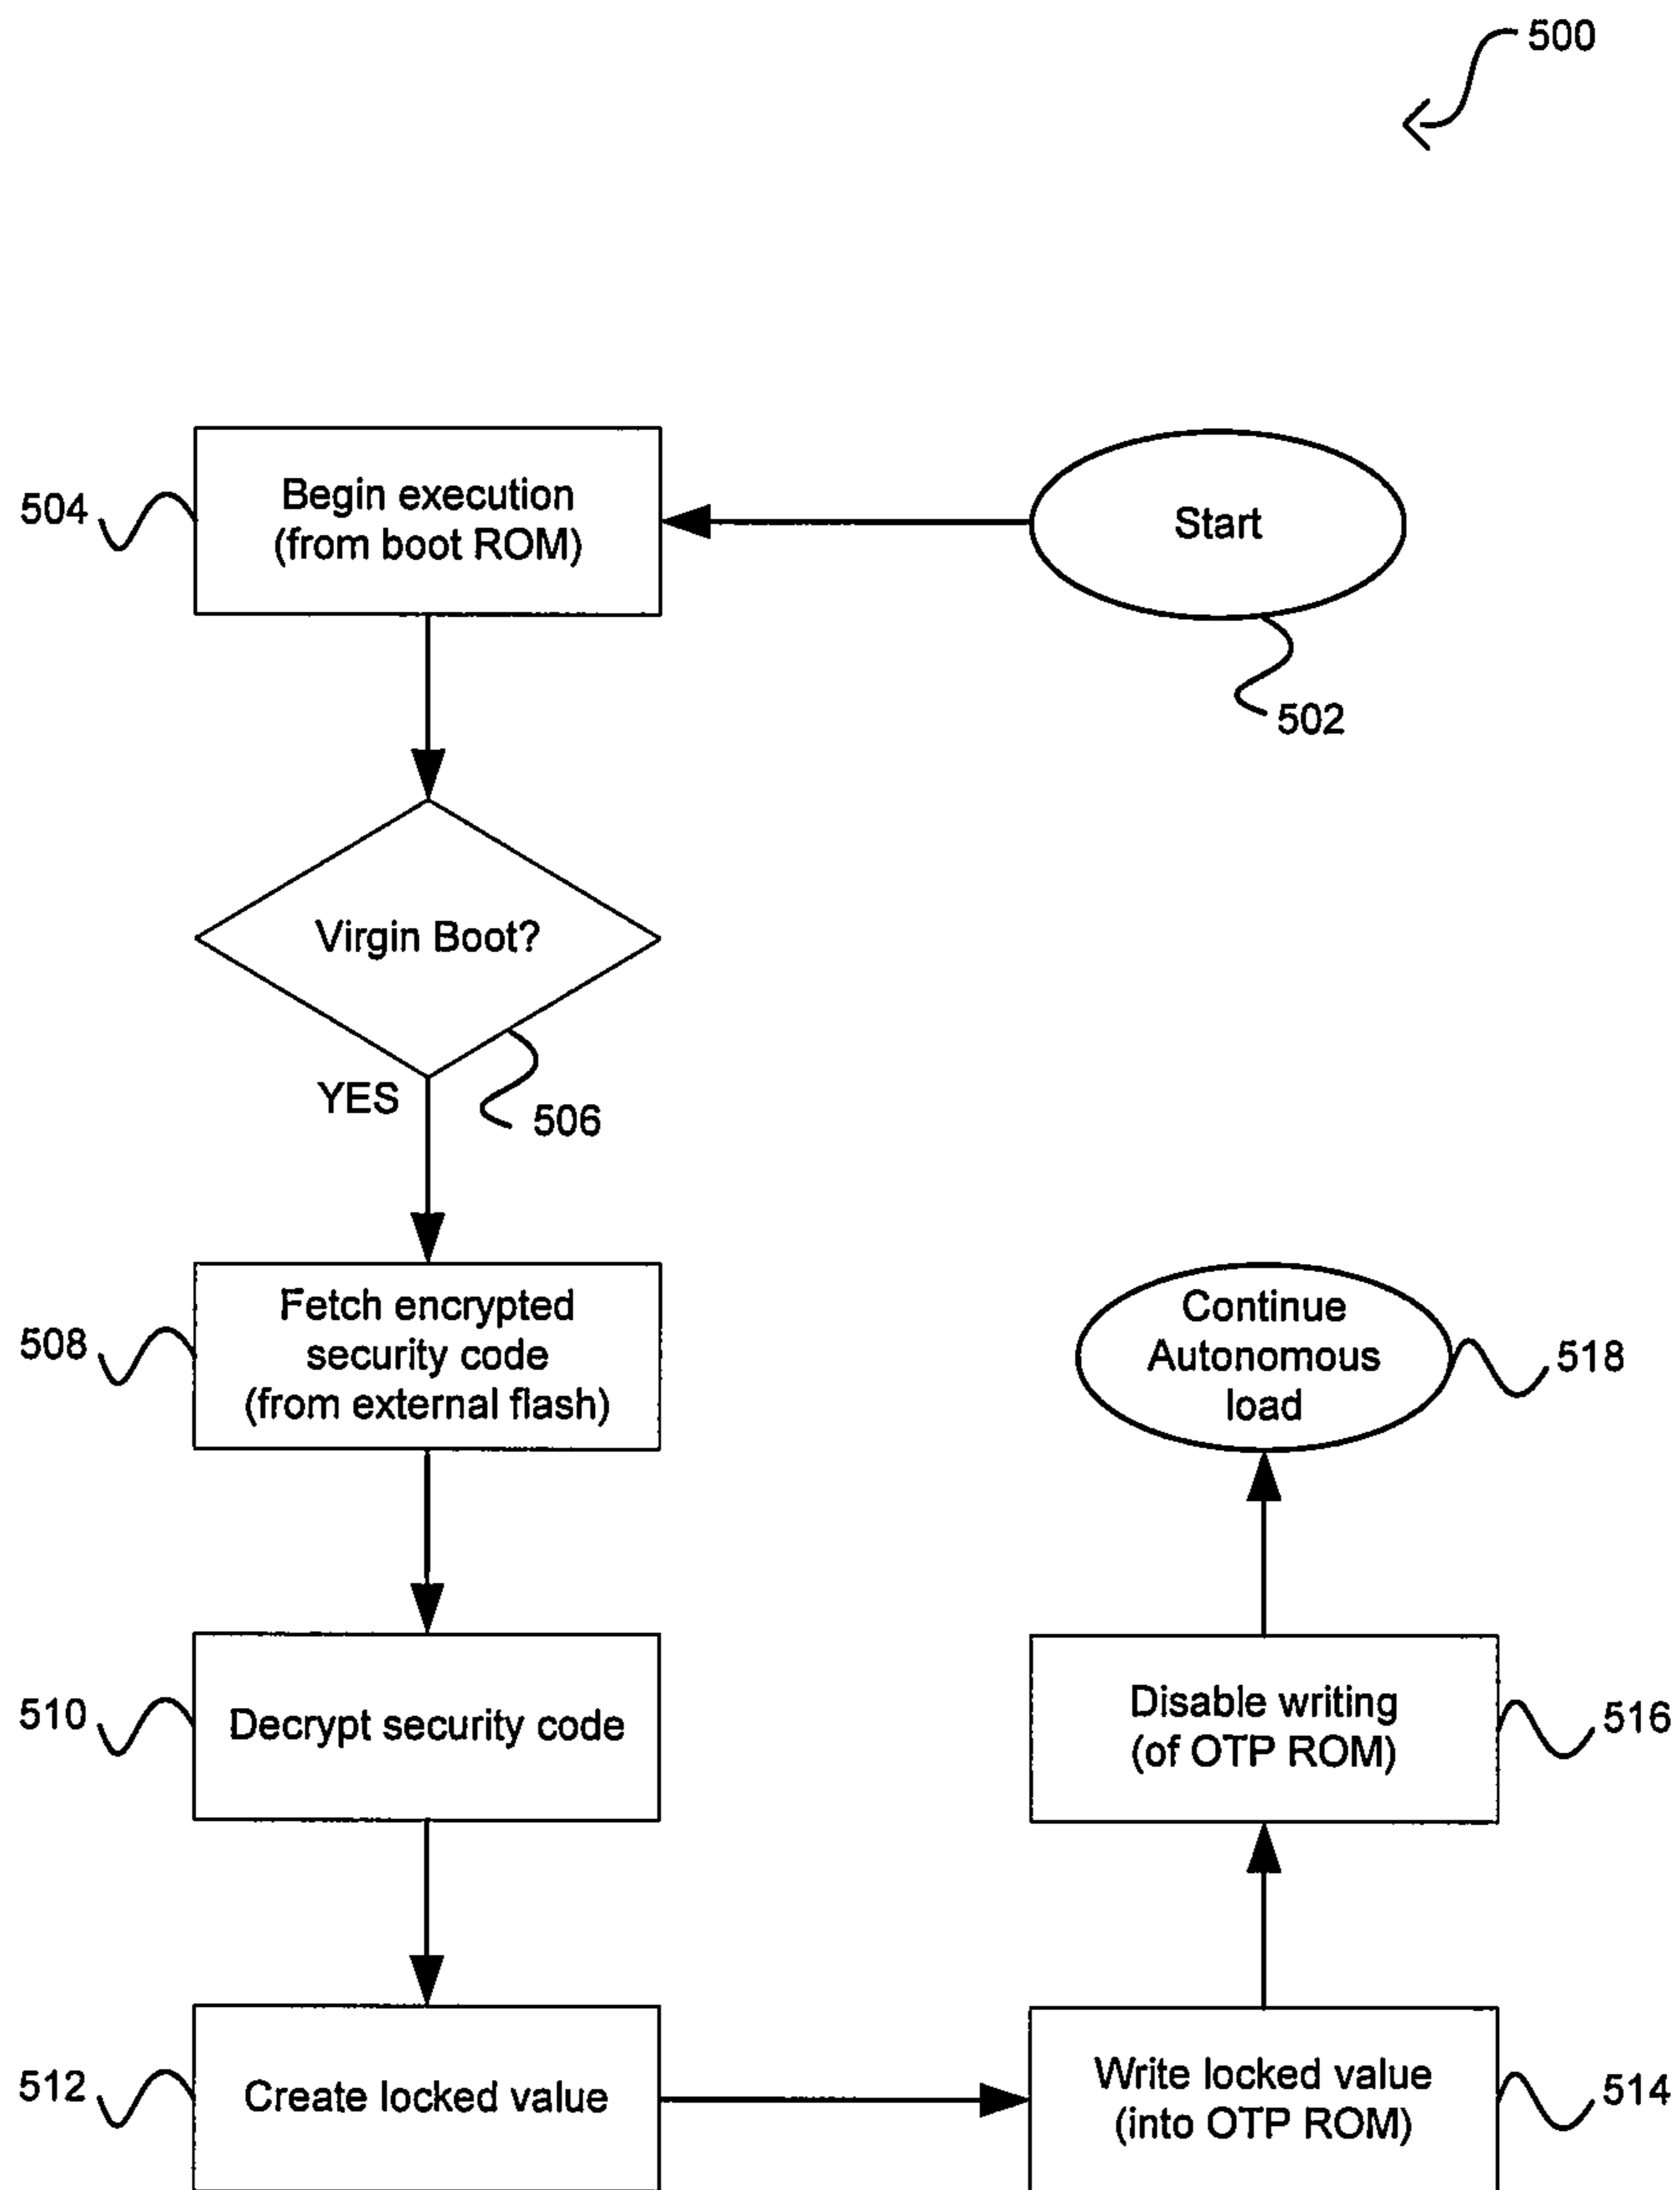 500
504
Begin execution
(from boot ROM)
Start
502
Virgin Boot?
YES
506
508
Fetch encrypted
security code
(from external flash)
Continue
Autonomous
load
518
510
Decrypt security code
Disable writing
(of OTP ROM)
516
512
Create locked value
Write locked value
(into OTP ROM)
514